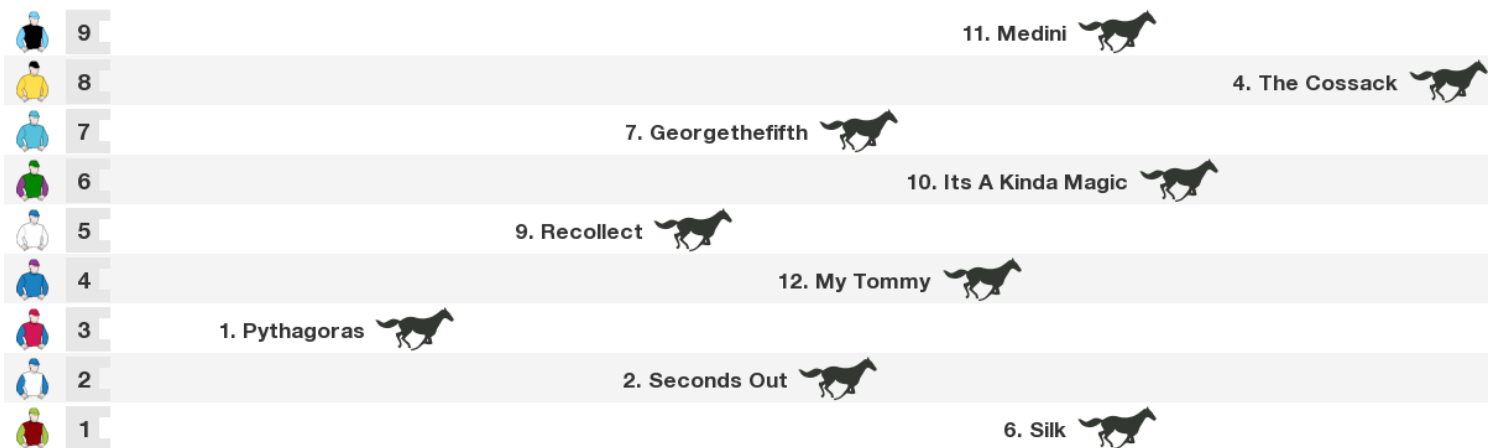 9 11. Medini
8 4. The Cossack
7 7. Georgethefifth
6 10. Its A Kinda Magic
5 9. Recollect
4 12. My Tommy
3 1. Pythagoras
2 2. Seconds Out
1 6. Silk